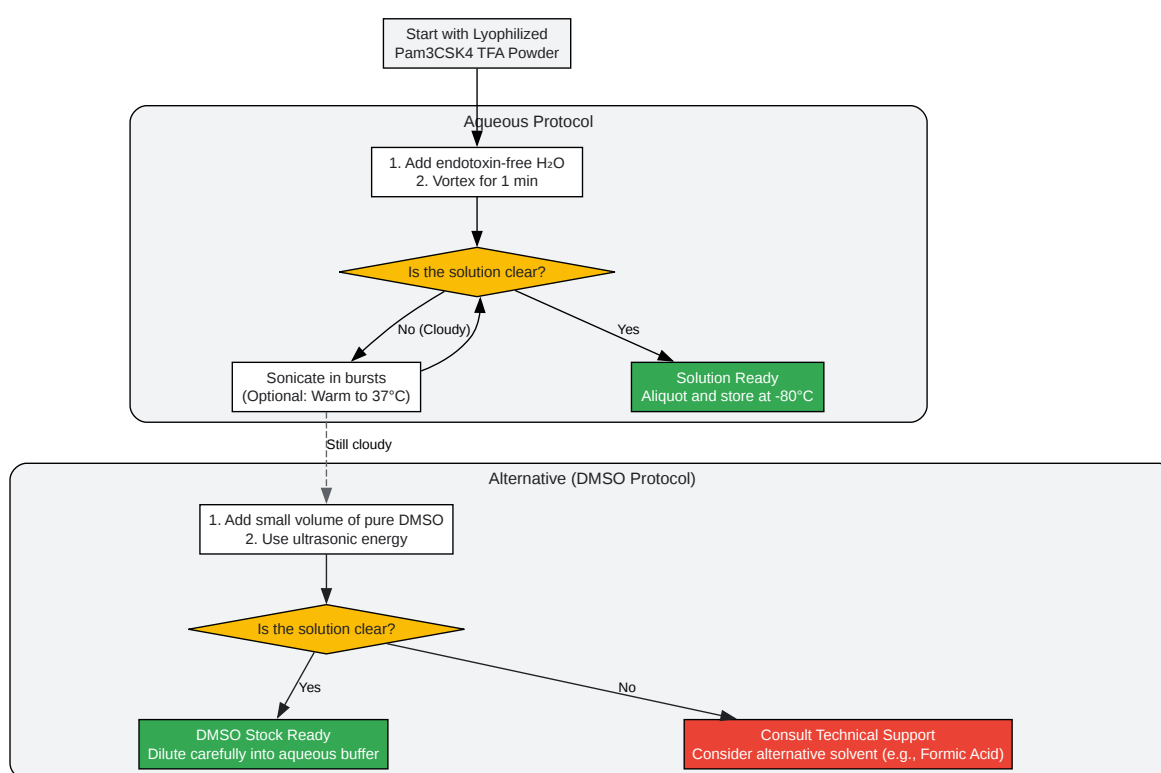 Start with Lyophilized
Pam3CSK4 TFA Powder
Aqueous Protocol
1. Add endotoxin-free H₂O
2. Vortex for 1 min
Is the solution clear?
No (Cloudy)
Yes
Sonicate in bursts
(Optional: Warm to 37°C)
Solution Ready
Aliquot and store at -80°C
Still cloudy
Alternative (DMSO Protocol)
1. Add small volume of pure DMSO
2. Use ultrasonic energy
Is the solution clear?
Yes
No
DMSO Stock Ready
Dilute carefully into aqueous buffer
Consult Technical Support
Consider alternative solvent (e.g., Formic Acid)